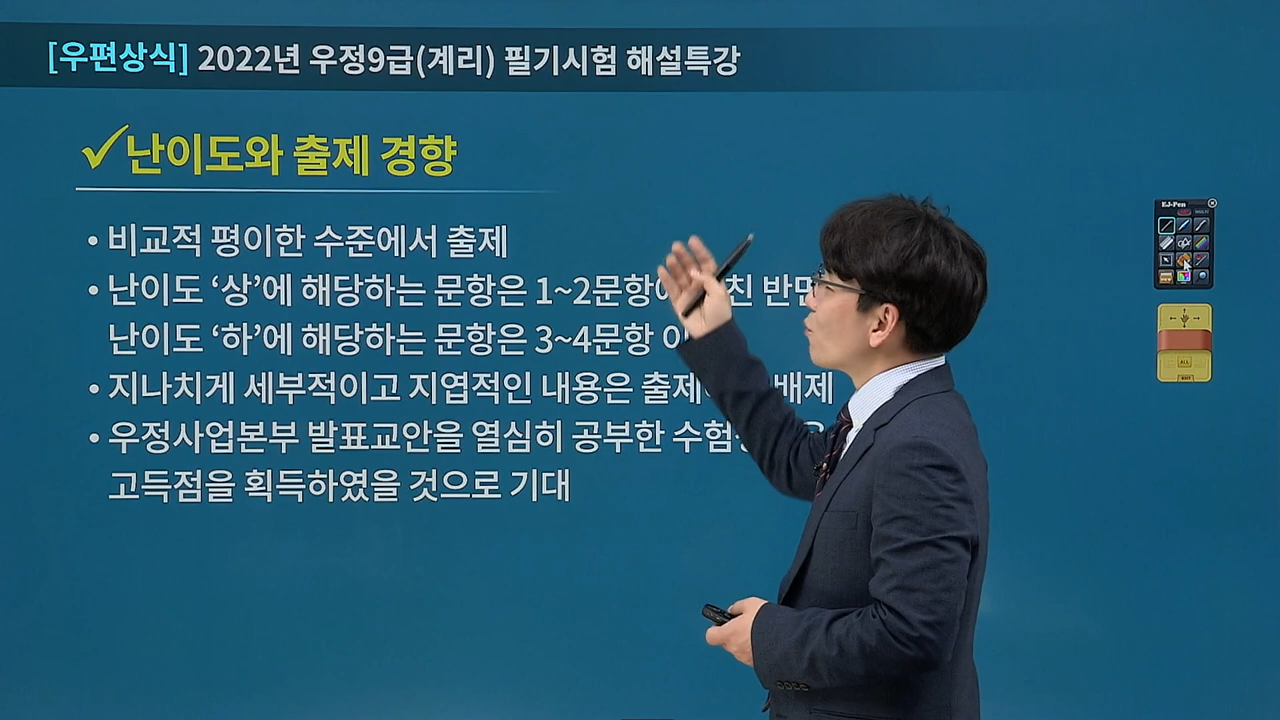 [우편상식] 2022년 우정9급(계리) 필기시험 해설특강
✓난이도와 출제 경향
• 비교적 평이한 수준에서 출제
• 난이도 ‘상’에 해당하는 문항은 1~2문항에 반면
난이도 ‘하’에 해당하는 문항은 3~4문항
• 지나치게 세부적이고 지엽적인 내용은 배제
• 우정사업본부 발표교안을 열심히 공부한
고득점을 획득하였을 것으로 기대
EJ-Pen
ALL
EXIT